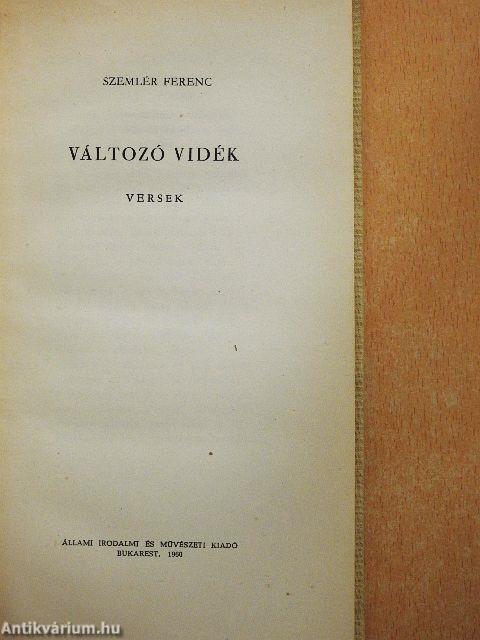 SZEMLÉR FERENC
VÁLTOZÓ VIDÉK
VERSEK
ÁLLAMI IRODALMI ÉS MŰVÉSZETI KIADÓ
BUKAREST, 1960
Antikvárium.hu